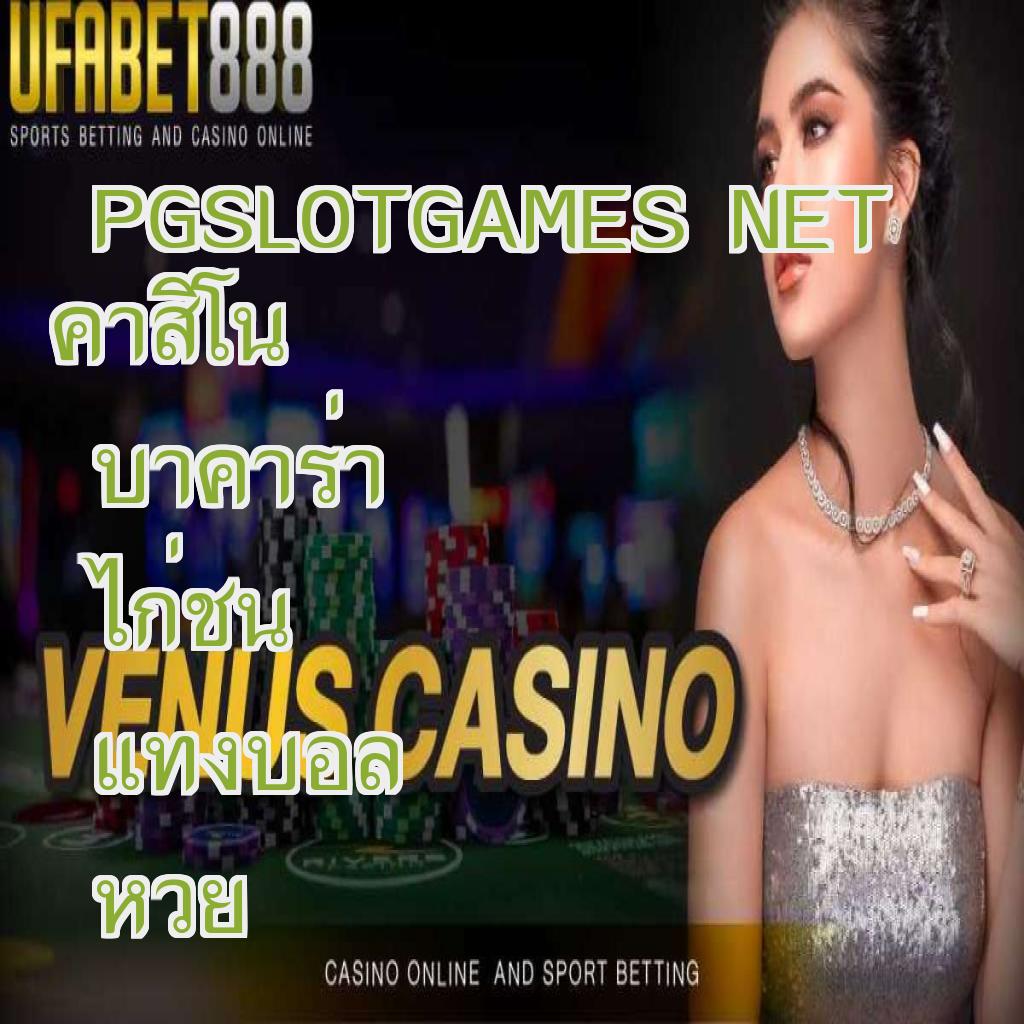 UFABET888
SPORTS BETTING AND CASINO ONLINE
PGSLOTGAMES NET
คาสิโน
บาคาร่า
ไก่ชน
VENUS CASINO
แทงบอล
หวย
CASINO ONLINE AND SPORT BETTING